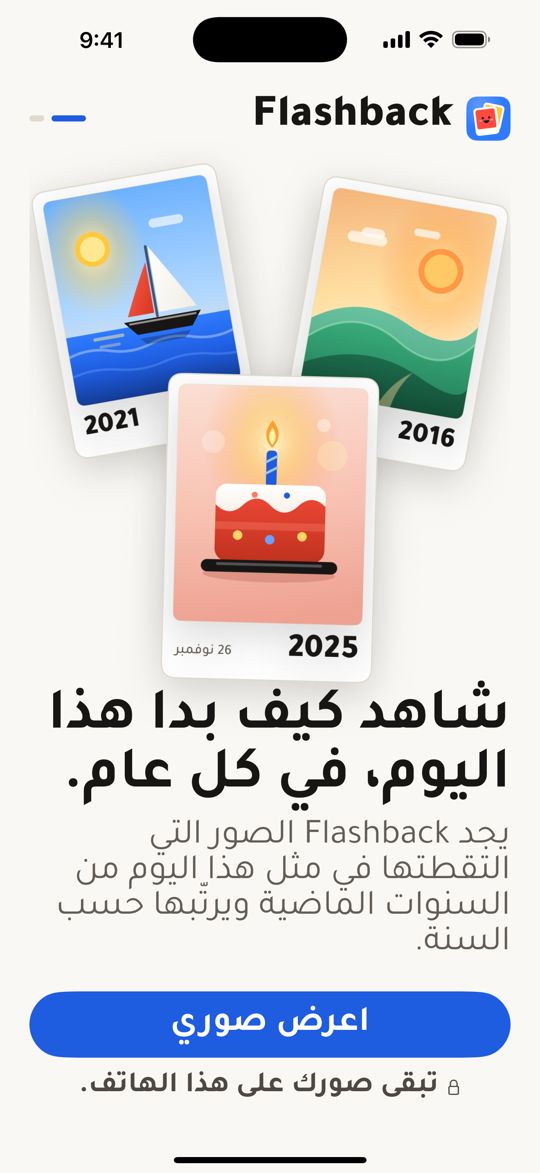 9:41
Flashback
2021
2016
2025
26 نوفمبر
شاهد كيف بدا هذا
اليوم، في كل عام.
يجد Flashback الصور التي
التقطتها في مثل هذا اليوم من
السنوات الماضية ويرتّبها حسب
السنة.
اعرض صوري
تبقى صورك على هذا الهاتف.